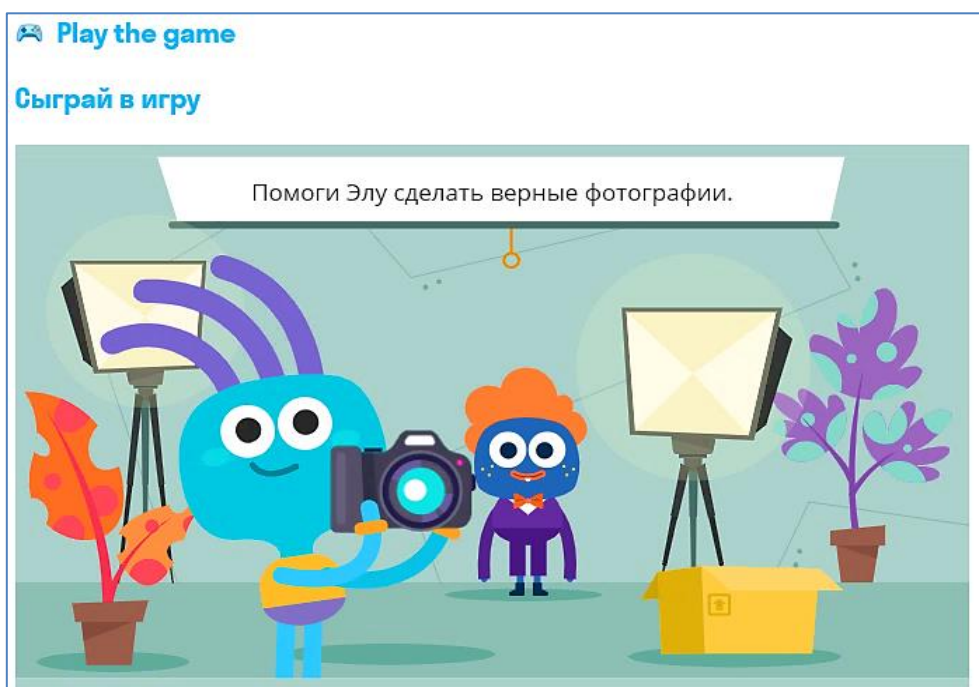 Play the game
Сыграй в игру
Помоги Элу сделать верные фотографии.